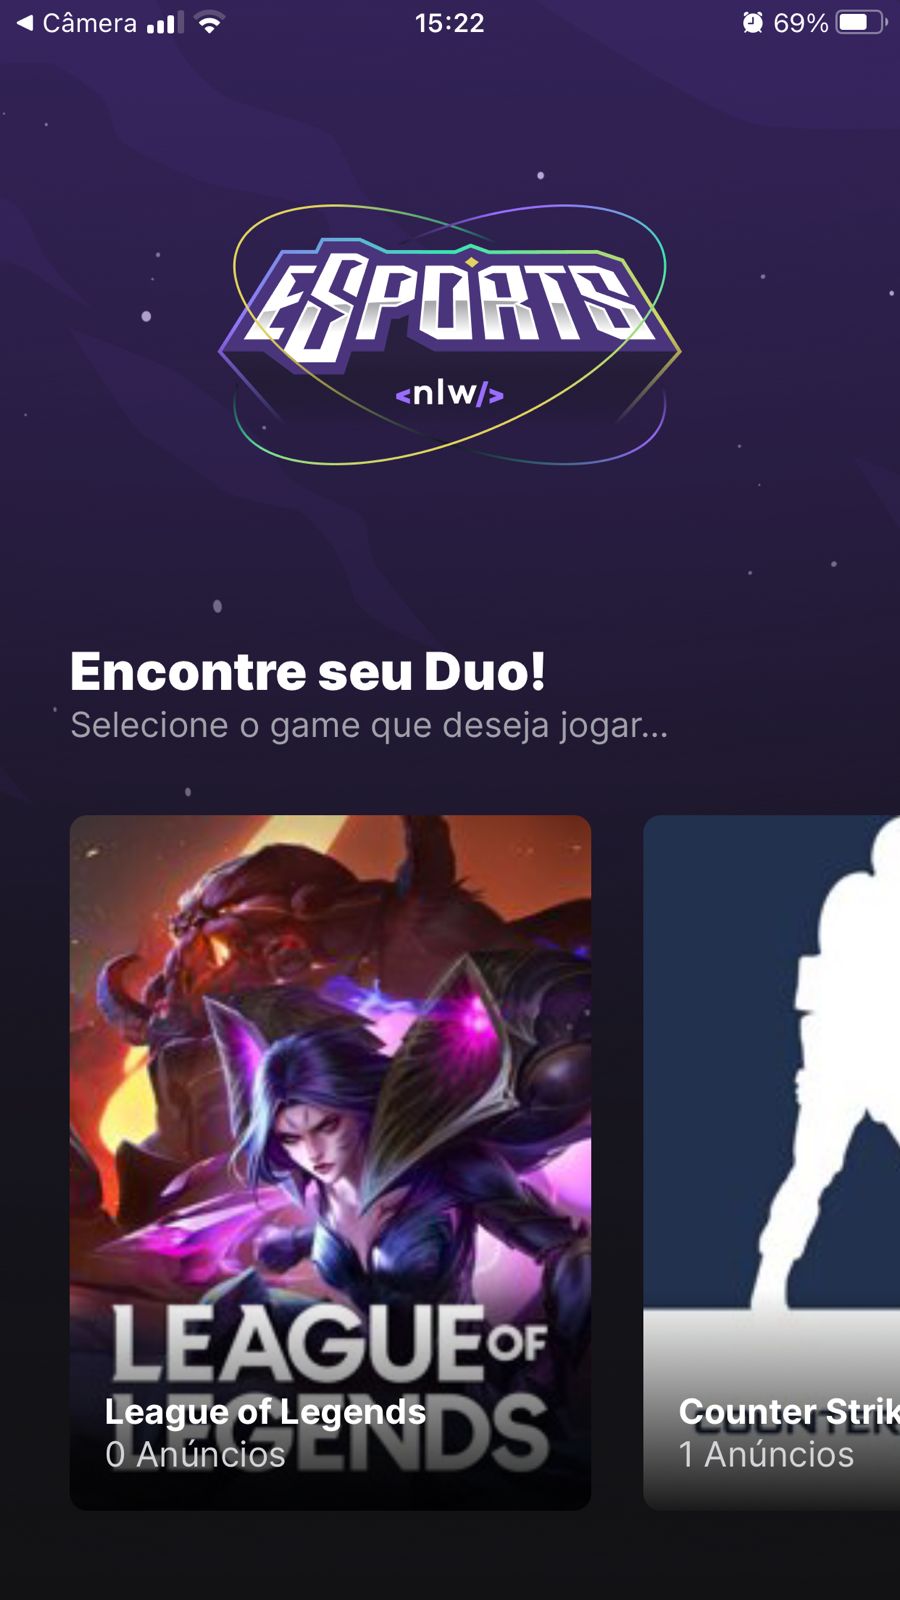 Câmera
15:22
69%
ESPORTS
<nlw/>
Encontre seu Duo!
Selecione o game que deseja jogar...
LEAGUE OF
LEGENDS
League of Legends
0 Anúncios
COUNTER
Counter Strik
1 Anúncios